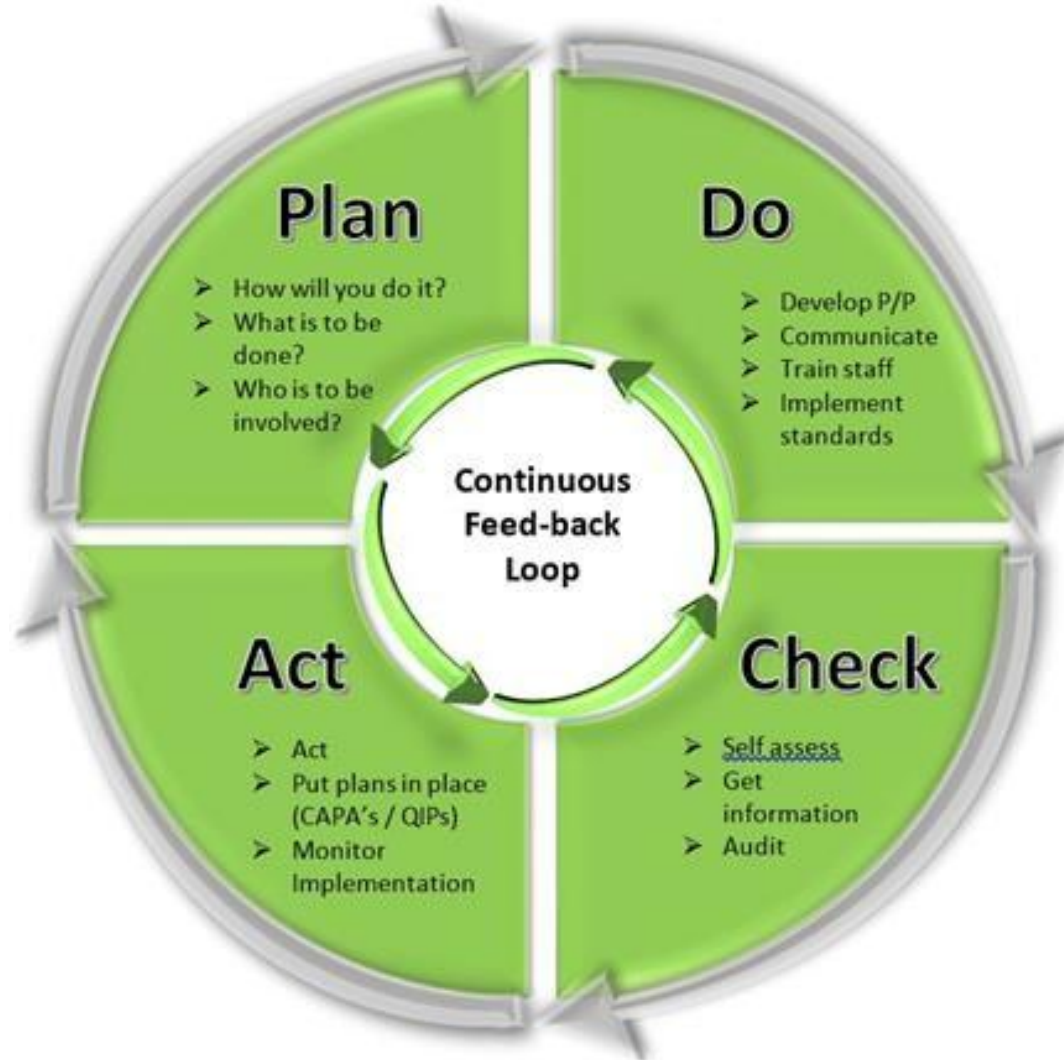 Plan
➢ How will you do it?
➢ What is to be
done?
➢ Who is to be
involved?
Do
➢ Develop P/P
➢ Communicate
➢ Train staff
➢ Implement
standards
Continuous
Feed-back
Loop
Check
➢ Self assess
➢ Get
information
➢ Audit
Act
➢ Act
➢ Put plans in place
(CAPA's / QIPs)
➢ Monitor
Implementation